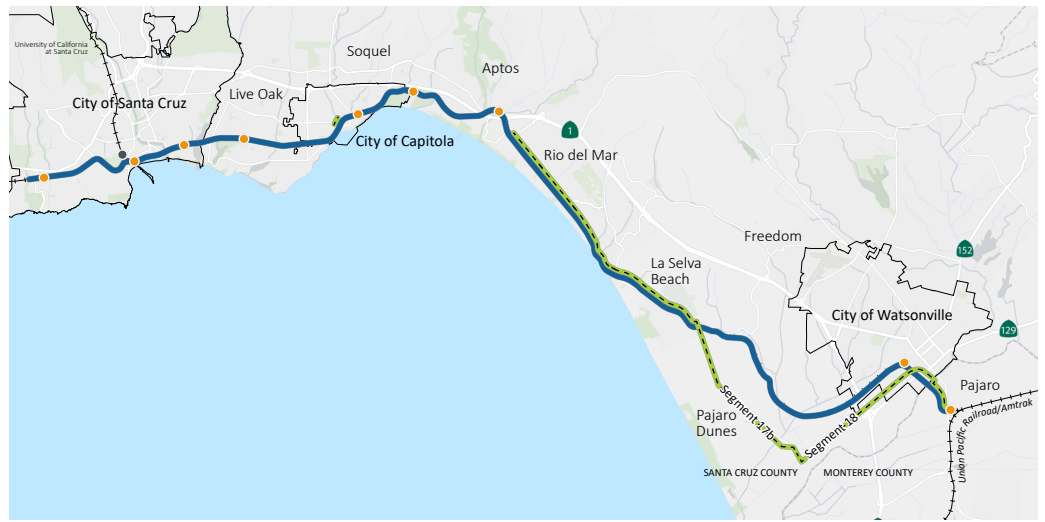 University of California
at Santa Cruz
Soquel
Aptos
City of Santa Cruz
Live Oak
City of Capitola
1
Rio del Mar
Freedom
152
La Selva
Beach
City of Watsonville
129
Pajaro
Segment 17b
Segment 18
Pajaro
Dunes
Union Pacific Railroad/Amtrak
SANTA CRUZ COUNTY
MONTEREY COUNTY